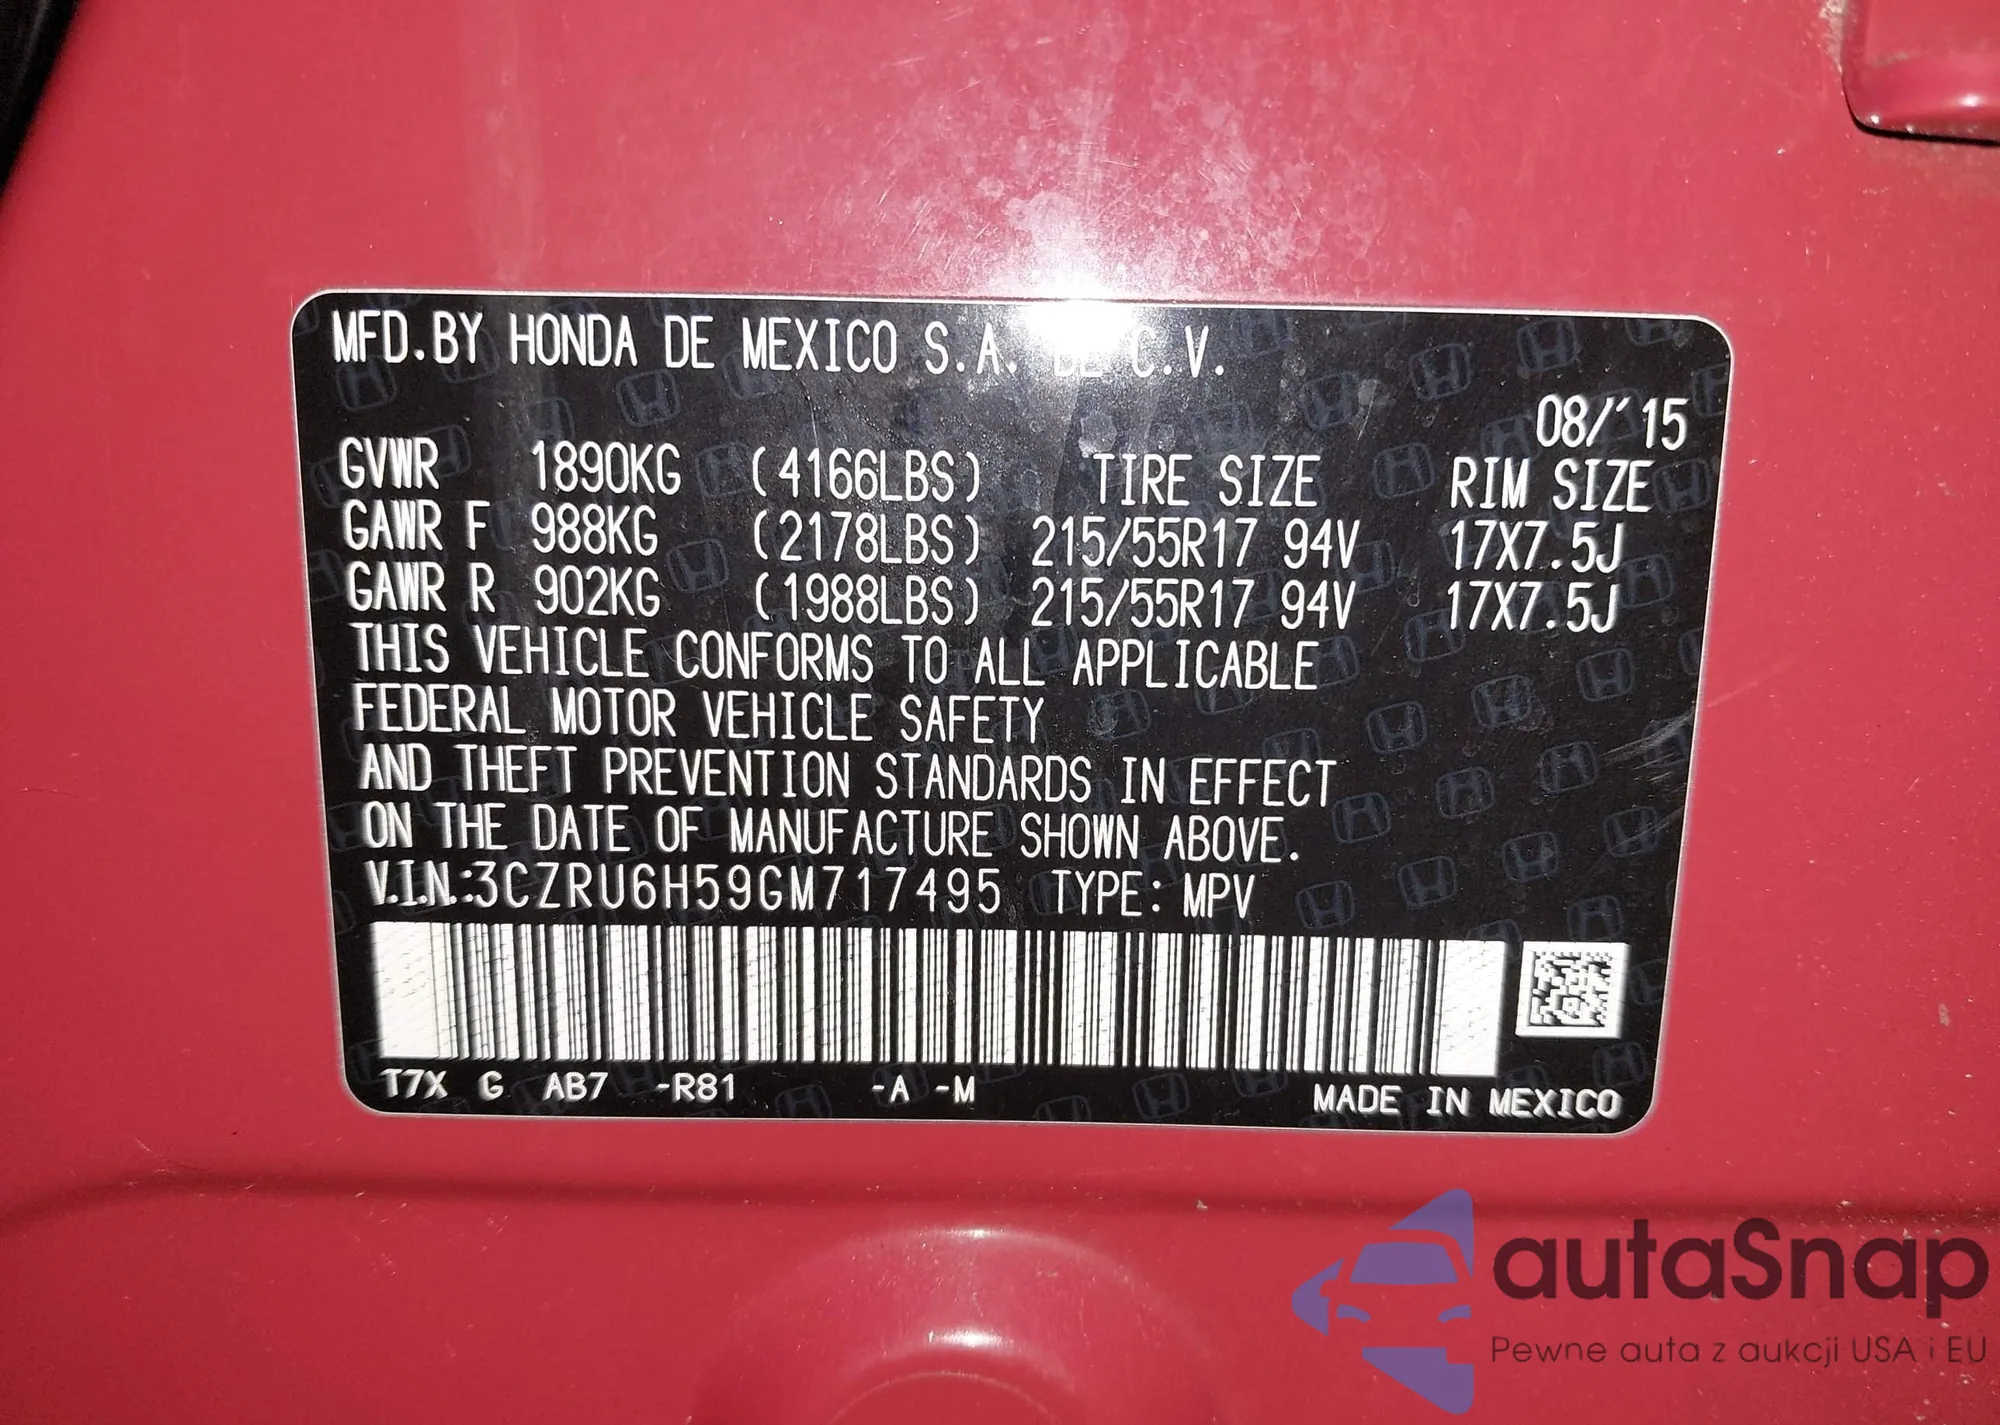 MFD.BY HONDA DE MEXICO S.A. DE C.V.
08/'15
GVWR 1890KG (4166LBS) TIRE SIZE RIM SIZE
GAWR F 988KG (2178LBS) 215/55R17 94V 17X7.5J
GAWR R 902KG (1988LBS) 215/55R17 94V 17X7.5J
THIS VEHICLE CONFORMS TO ALL APPLICABLE
FEDERAL MOTOR VEHICLE SAFETY
AND THEFT PREVENTION STANDARDS IN EFFECT
ON THE DATE OF MANUFACTURE SHOWN ABOVE.
V.I.N.:3CZRU6H59GM717495 TYPE: MPV
T7X G AB7 -R81 -A -M MADE IN MEXICO
autaSnap
Pewne auta z aukcji USA i EU